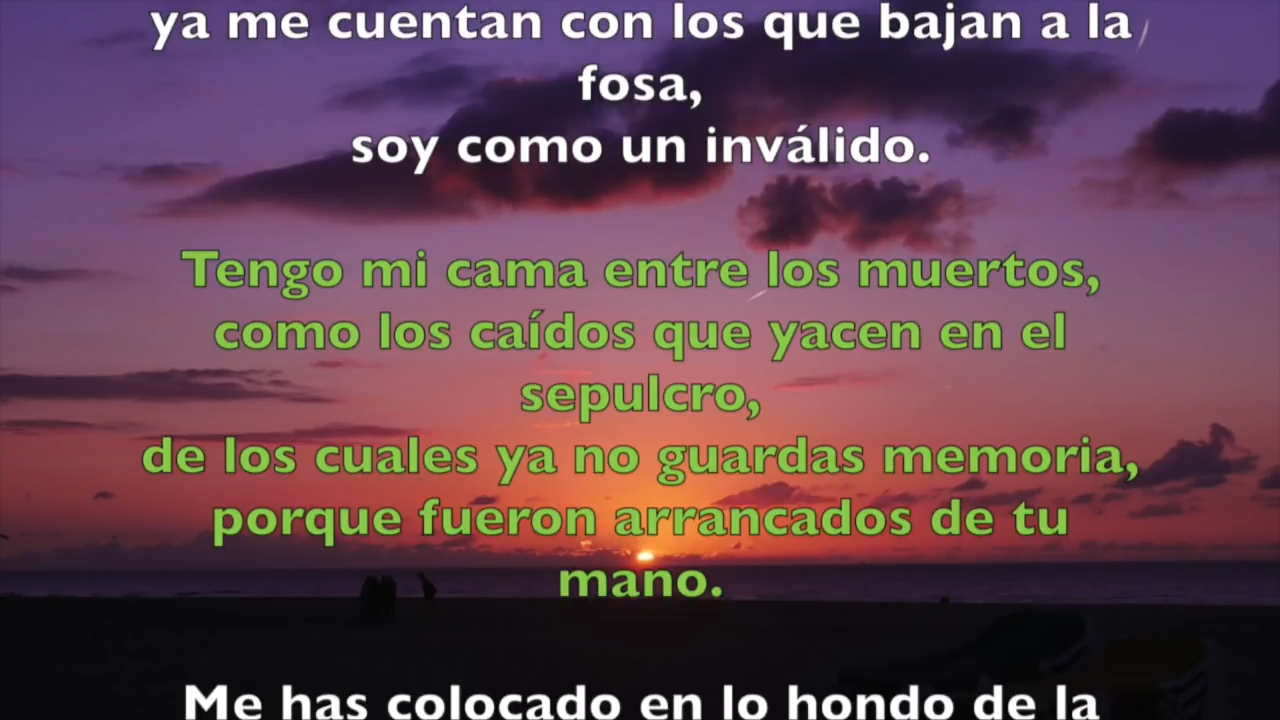 ya me cuentan con los que bajan a la
fosa,
soy como un inválido.
Tengo mi cama entre los muertos,
como los caídos que yacen en el
sepulcro,
de los cuales ya no guardas memoria,
porque fueron arrancados de tu
mano.
Me has colocado en lo hondo de la